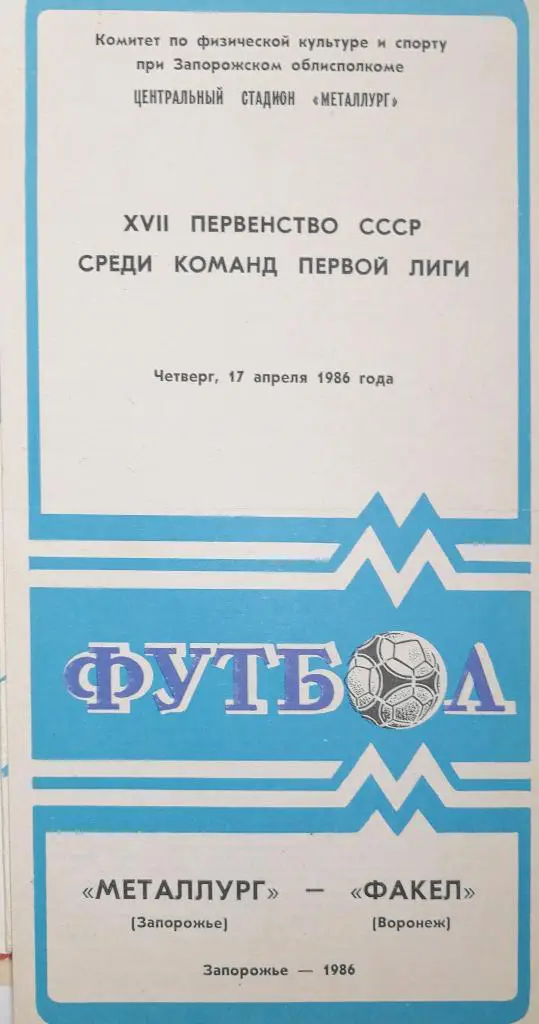 Комитет по физической культуре и спорту
при Запорожском облисполкоме
ЦЕНТРАЛЬНЫЙ СТАДИОН «МЕТАЛЛУРГ»
XVII ПЕРВЕНСТВО СССР
СРЕДИ КОМАНД ПЕРВОЙ ЛИГИ
Четверг, 17 апреля 1986 года
ФУТБОЛ
«МЕТАЛЛУРГ» — «ФАКЕЛ»
(Запорожье) (Воронеж)
Запорожье — 1986